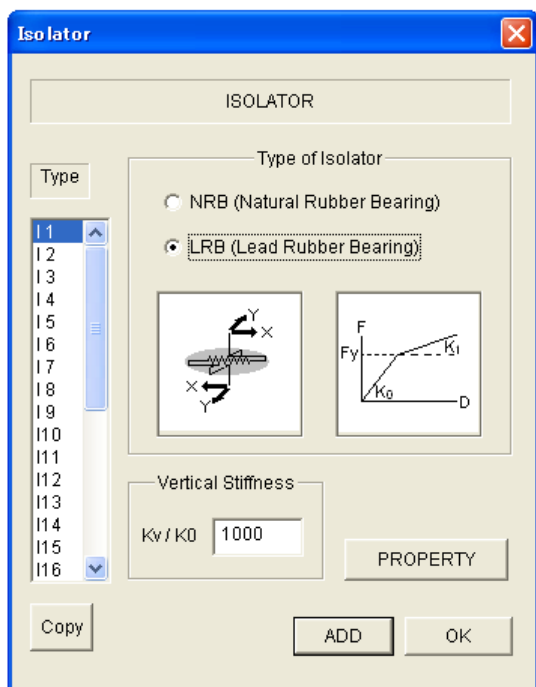 Isolator
ISOLATOR
Type
I 1
I 2
I 3
I 4
I 5
I 6
I 7
I 8
I 9
I10
I11
I12
I13
I14
I15
I16
Copy
Type of Isolator
NRB (Natural Rubber Bearing)
LRB (Lead Rubber Bearing)
Y
X
X
Y
F
Fy
K1
K0
D
Vertical Stiffness
Kv / K0 1000
PROPERTY
ADD OK